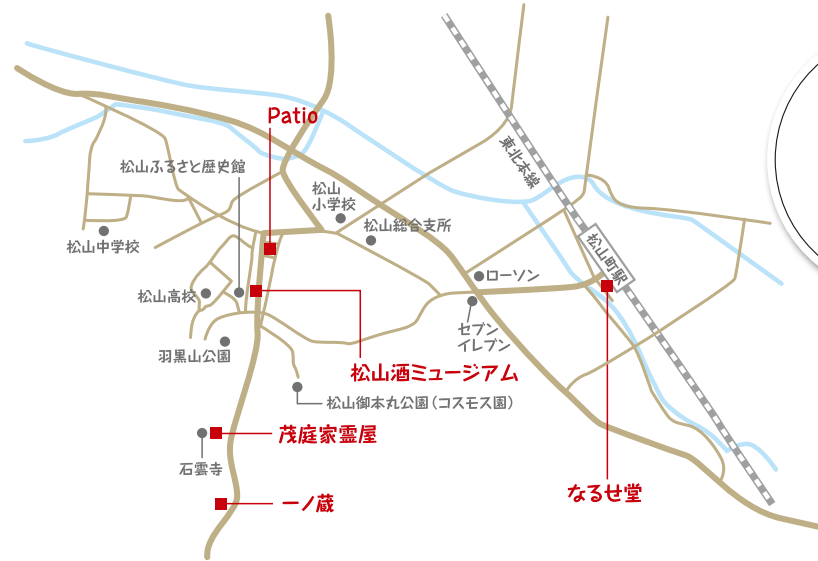 Patio
東北本線
松山ふるさと歴史館
松山
小学校
松山総合支所
松山中学校
松山町駅
ローソン
松山高校
セブン
イレブン
羽黒山公園
松山酒ミュージアム
松山御本丸公園(コスモス園)
茂庭家霊屋
石雲寺
なるせ堂
一ノ蔵